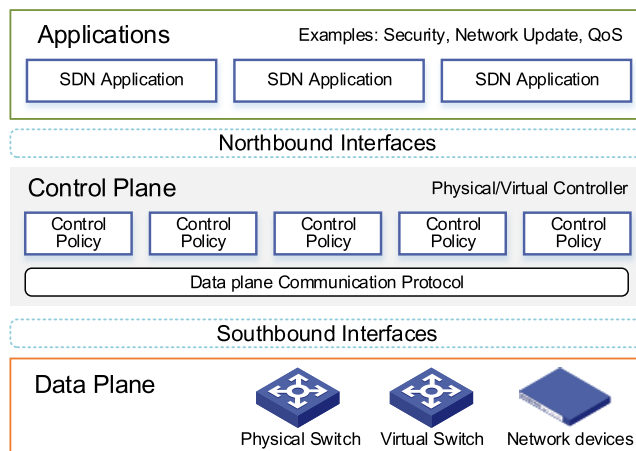 Applications
Examples: Security, Network Update, QoS
SDN Application
SDN Application
SDN Application
Northbound Interfaces
Control Plane
Physical/Virtual Controller
Control
Policy
Control
Policy
Control
Policy
Control
Policy
Control
Policy
Data plane Communication Protocol
Southbound Interfaces
Data Plane
Physical Switch
Virtual Switch
Network devices